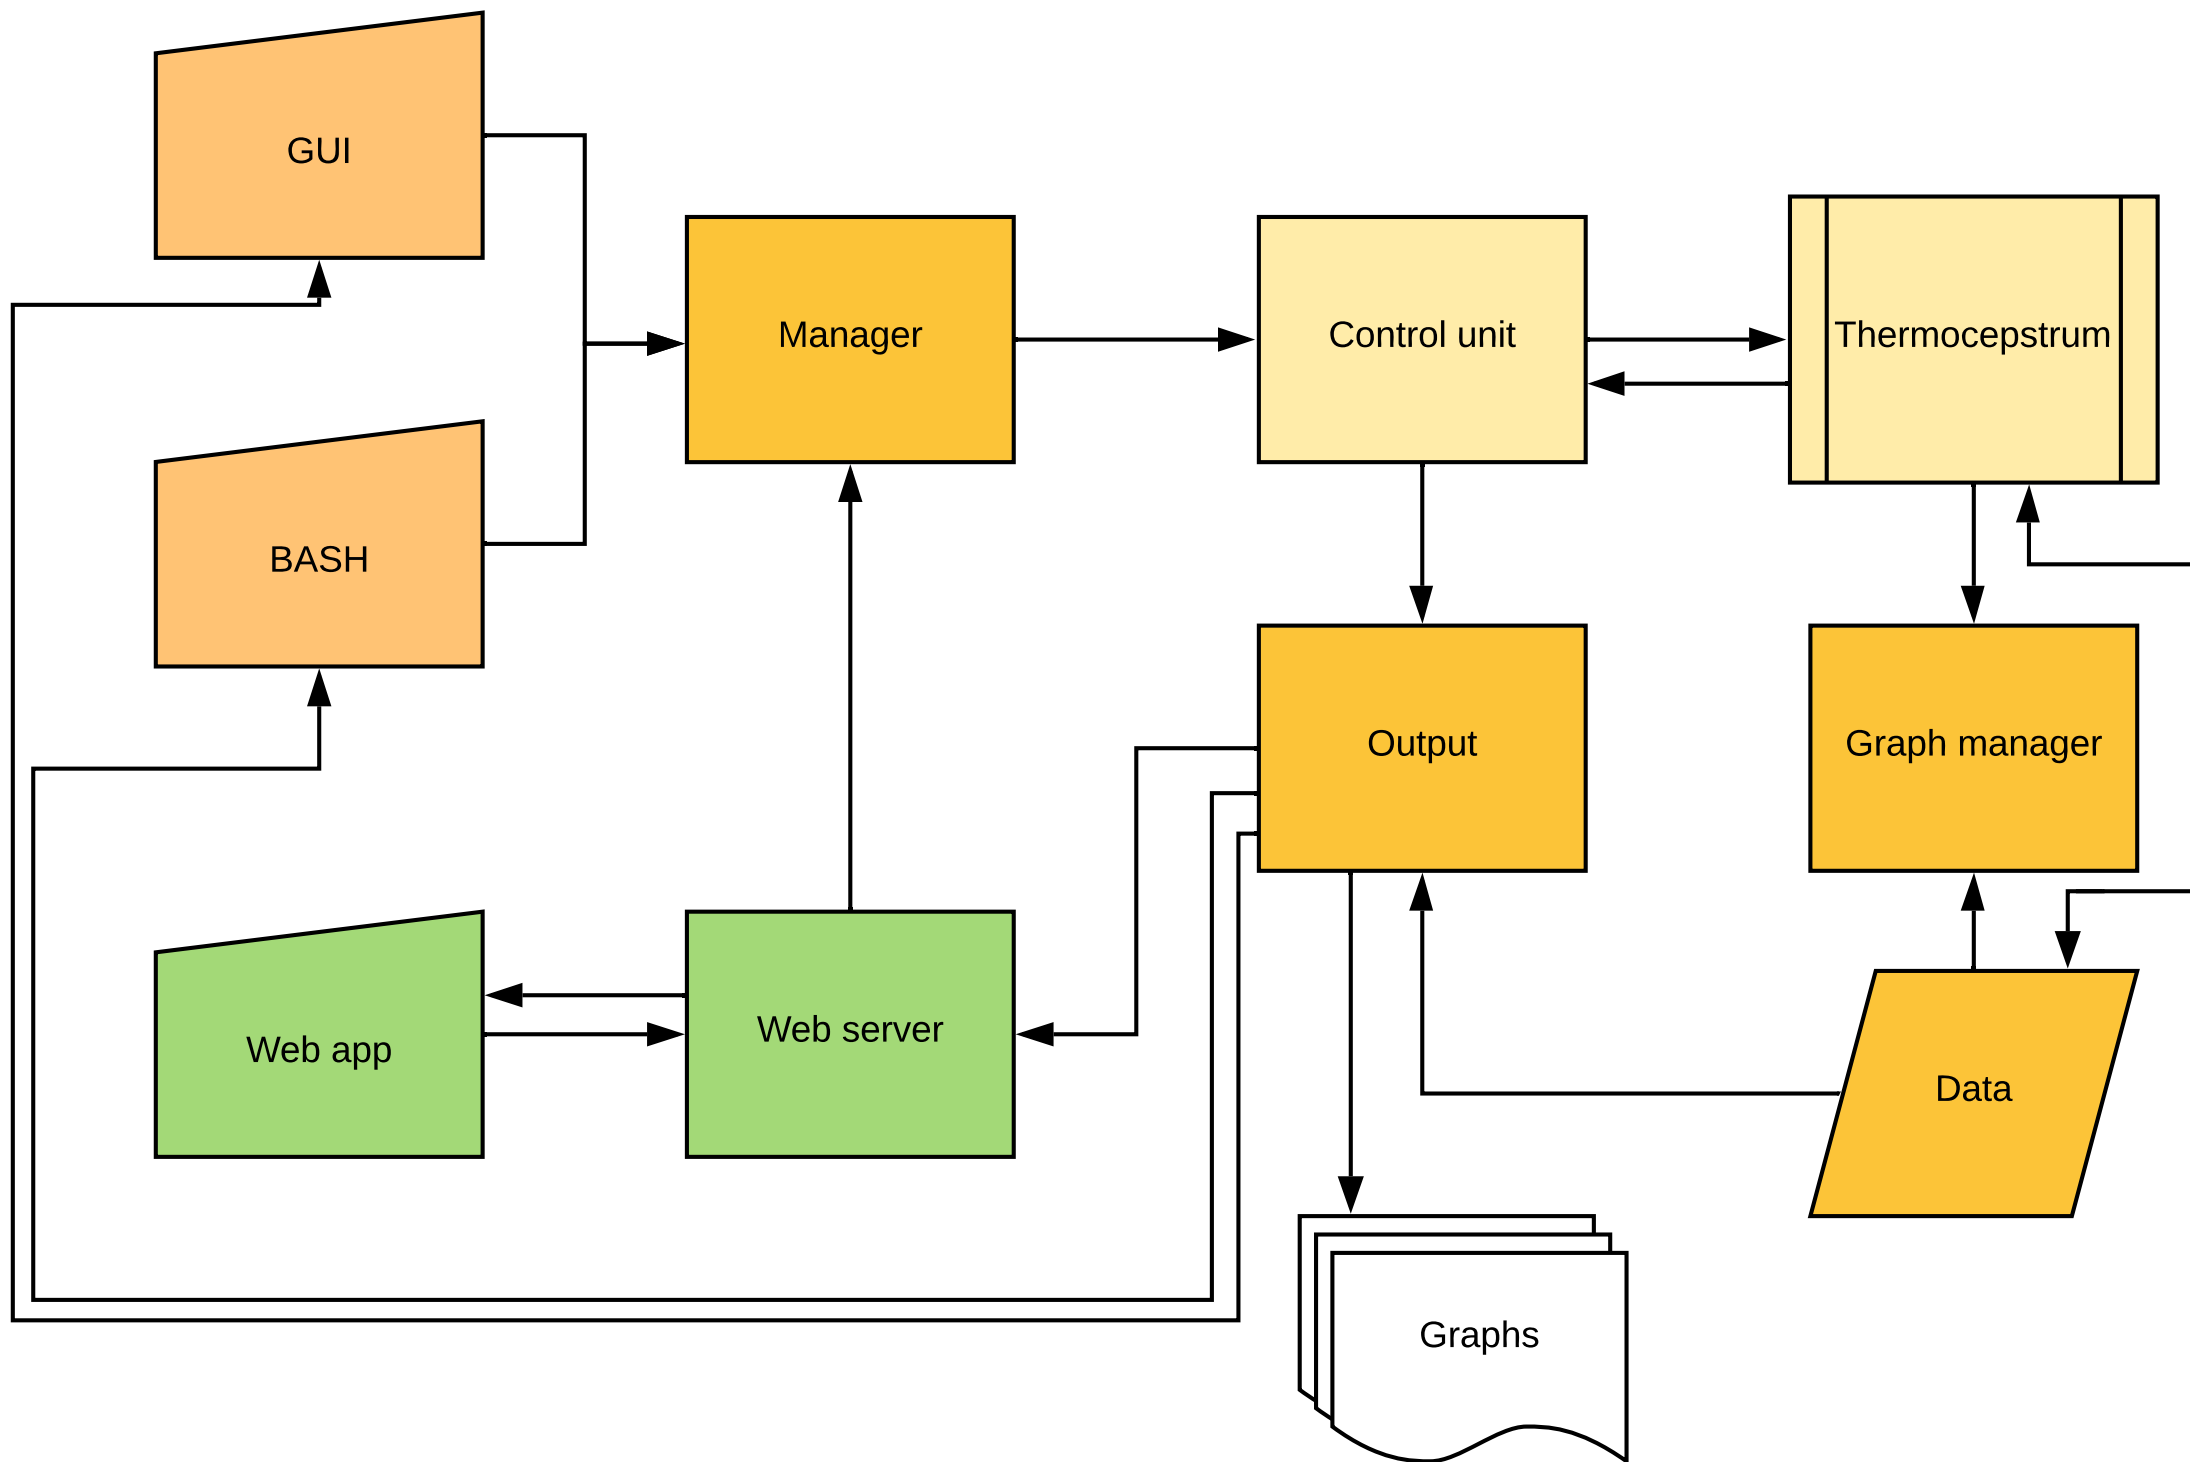 GUI
Manager
Control unit
Thermocepstrum
BASH
Output
Graph manager
Web app
Web server
Data
Graphs